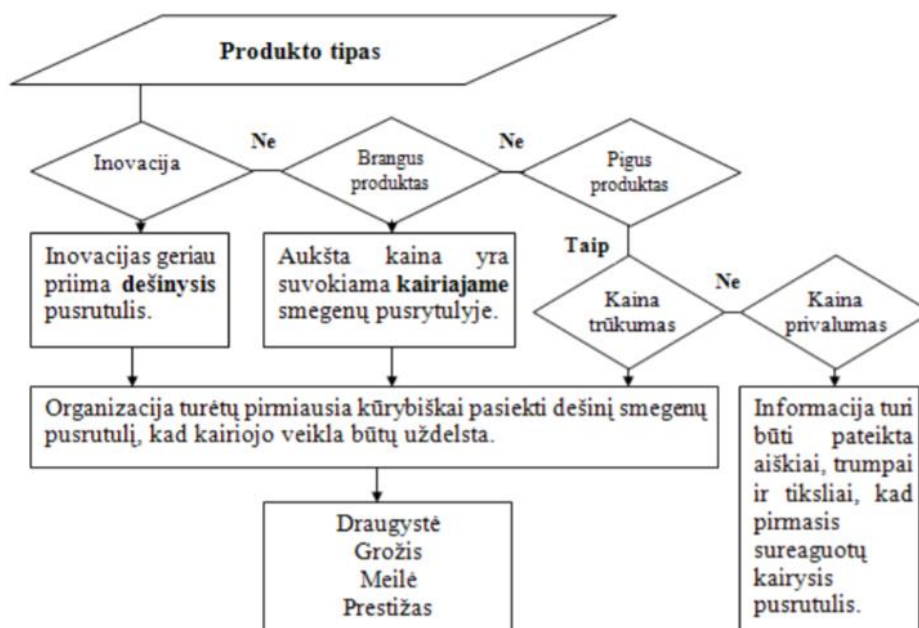 Produkto tipas
Inovacija
Ne
Brangus
produktas
Ne
Pigus
produktas
Inovacijas geriau
priima dešinysis
pusrutulis.
Aukšta kaina yra
suvokiama kairiajame
smegenų pusrytulyje.
Taip
Kaina
trūkumas
Ne
Kaina
privalumas
Organizacija turėtų pirmiausia kūrybiškai pasiekti dešinį smegenų
pusrutulį, kad kairiojo veikla būtų uždelsta.
Informacija turi
būti pateikta
aiškiai, trumpai
ir tiksliai, kad
pirmasis
sureaguotų
kairysis
pusrutulis.
Draugystė
Grožis
Meilė
Prestižas